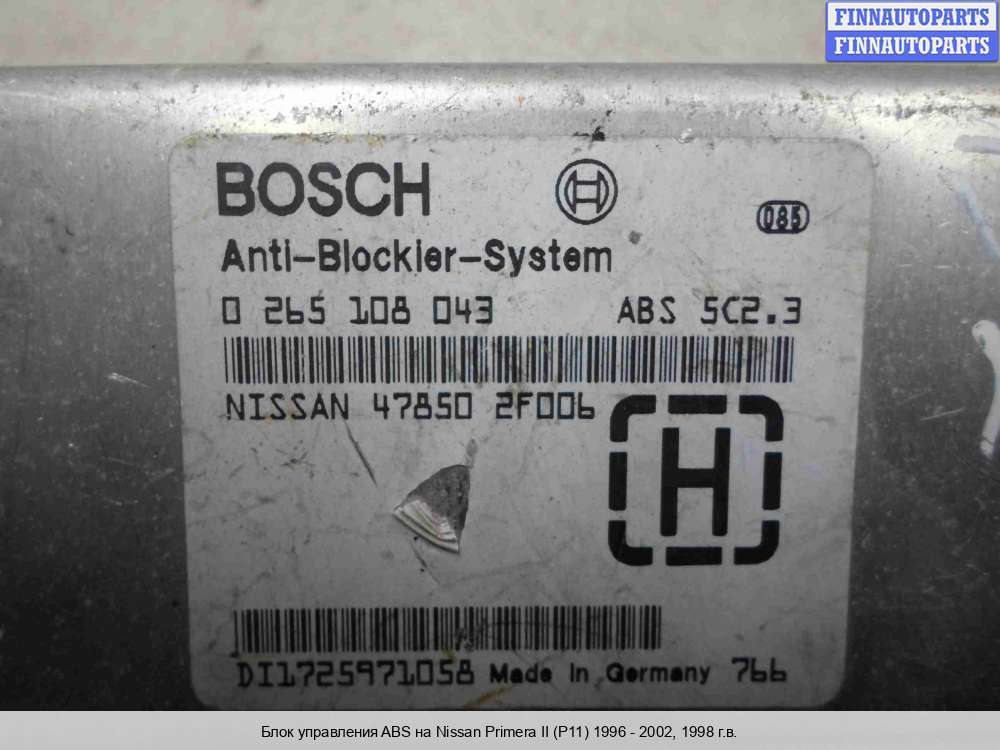 FINNAUTOPARTS
FINNAUTOPARTS
BOSCH
085
Anti-Blockier-System
0 265 108 043 ABS 5C2.3
NISSAN 47850 2F006
H
DI1725971058 Made in Germany 766
Блок управления ABS на Nissan Primera II (P11) 1996 - 2002, 1998 г.в.